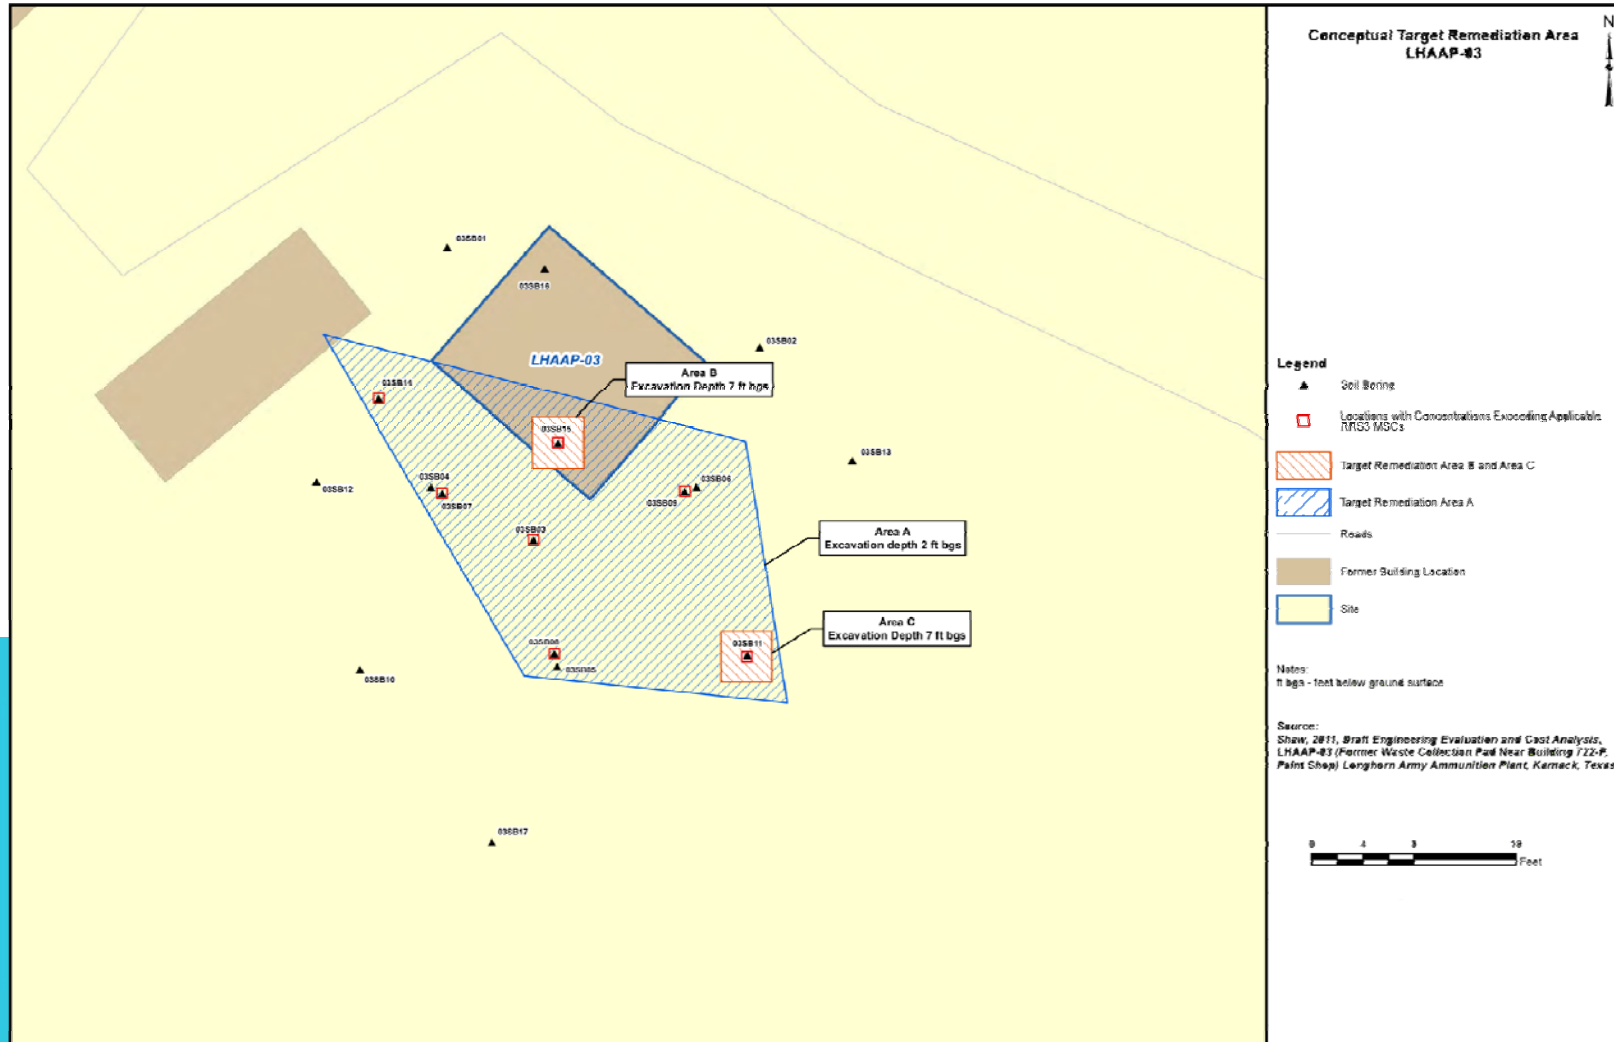 Conceptual Target Remediation Area
LHAAP-03
N
03SB01
03SB16
03SB02
LHAAP-03
Area B
Excavation Depth 7 ft bgs
03SB14
03SB15
03SB13
03SB04
03SB07
03SB06
03SB09
03SB12
03SB03
Area A
Excavation depth 2 ft bgs
Area C
Excavation Depth 7 ft bgs
03SB08
03SB05
03SB11
03SB10
03SB17
Legend
Soil Boring
Locations with Concentrations Exceeding Applicable
RRS3 MSCs
Target Remediation Area B and Area C
Target Remediation Area A
Roads
Former Building Location
Site
Notes:
ft bgs - feet below ground surface
Source:
Shaw, 2011, Draft Engineering Evaluation and Cost Analysis,
LHAAP-03 (Former Waste Collection Pad Near Building 722-P,
Paint Shop) Longhorn Army Ammunition Plant, Karnack, Texas
0 4
Feet